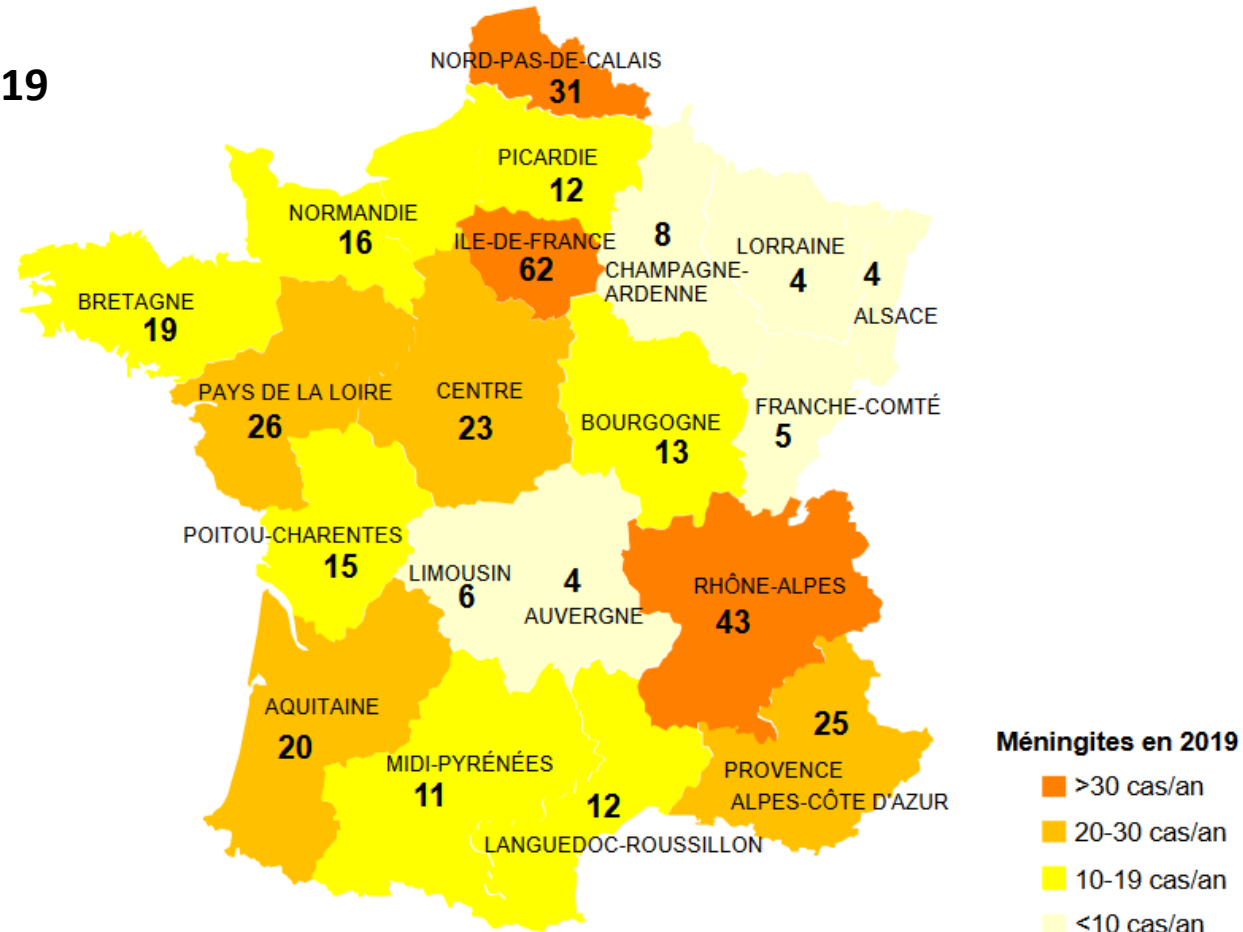 19
NORD-PAS-DE-CALAIS
31
PICARDIE
12
NORMANDIE
16
ILE-DE-FRANCE
62
8
CHAMPAGNE-
ARDENNE
LORRAINE
4
4
ALSACE
BRETAGNE
19
PAYS DE LA LOIRE
26
CENTRE
23
BOURGOGNE
13
FRANCHE-COMTÉ
5
POITOU-CHARENTES
15
LIMOUSIN
6
4
AUVERGNE
RHÔNE-ALPES
43
AQUITAINE
20
MIDI-PYRÉNÉES
11
12
LANGUEDOC-ROUSSILLON
25
PROVENCE
ALPES-CÔTE D'AZUR
Méningites en 2019
>30 cas/an
20-30 cas/an
10-19 cas/an
<10 cas/an